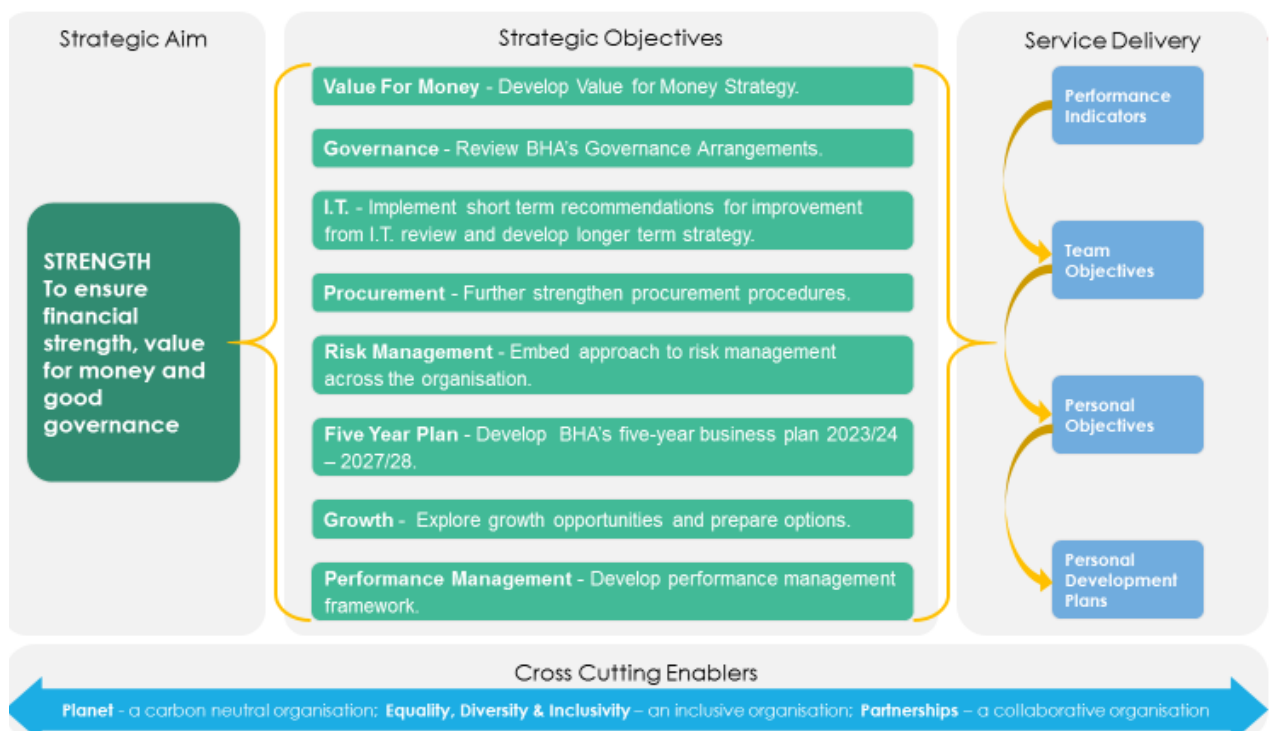 Strategic Aim
STRENGTH
To ensure
financial
strength, value
for money and
good
governance
Strategic Objectives
Value For Money - Develop Value for Money Strategy.
Governance - Review BHA's Governance Arrangements.
I.T. - Implement short term recommendations for improvement
from I.T. review and develop longer term strategy.
Procurement - Further strengthen procurement procedures.
Risk Management - Embed approach to risk management
across the organisation.
Five Year Plan - Develop BHA's five-year business plan 2023/24
– 2027/28.
Growth - Explore growth opportunities and prepare options.
Performance Management - Develop performance management
framework.
Service Delivery
Performance
Indicators
Team
Objectives
Personal
Objectives
Personal
Development
Plans
Cross Cutting Enablers
Planet - a carbon neutral organisation; Equality, Diversity & Inclusivity – an inclusive organisation; Partnerships – a collaborative organisation